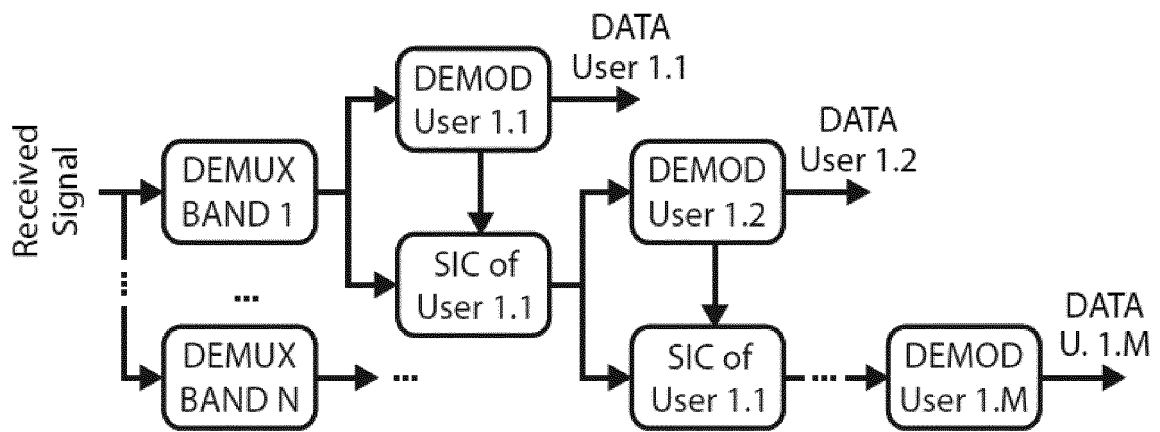 Received
Signal
DEMUX
BAND 1
...
...
DEMUX
BAND N
...
DEMOD
User 1.1
DATA
User 1.1
SIC of
User 1.1
DEMOD
User 1.2
DATA
User 1.2
SIC of
User 1.1
...
DEMOD
User 1.M
DATA
U. 1.M